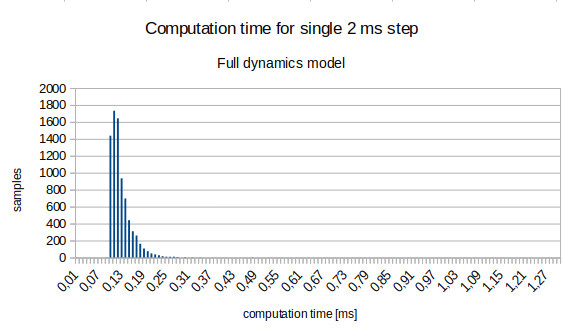 Computation time for single 2 ms step
Full dynamics model
2000
1800
1600
1400
1200
1000
800
600
400
200
0
samples
0,01 0,07 0,13 0,19 0,25 0,31 0,37 0,43 0,49 0,55 0,61 0,67 0,73 0,79 0,85 0,91 0,97 1,03 1,09 1,15 1,21 1,27
computation time [ms]